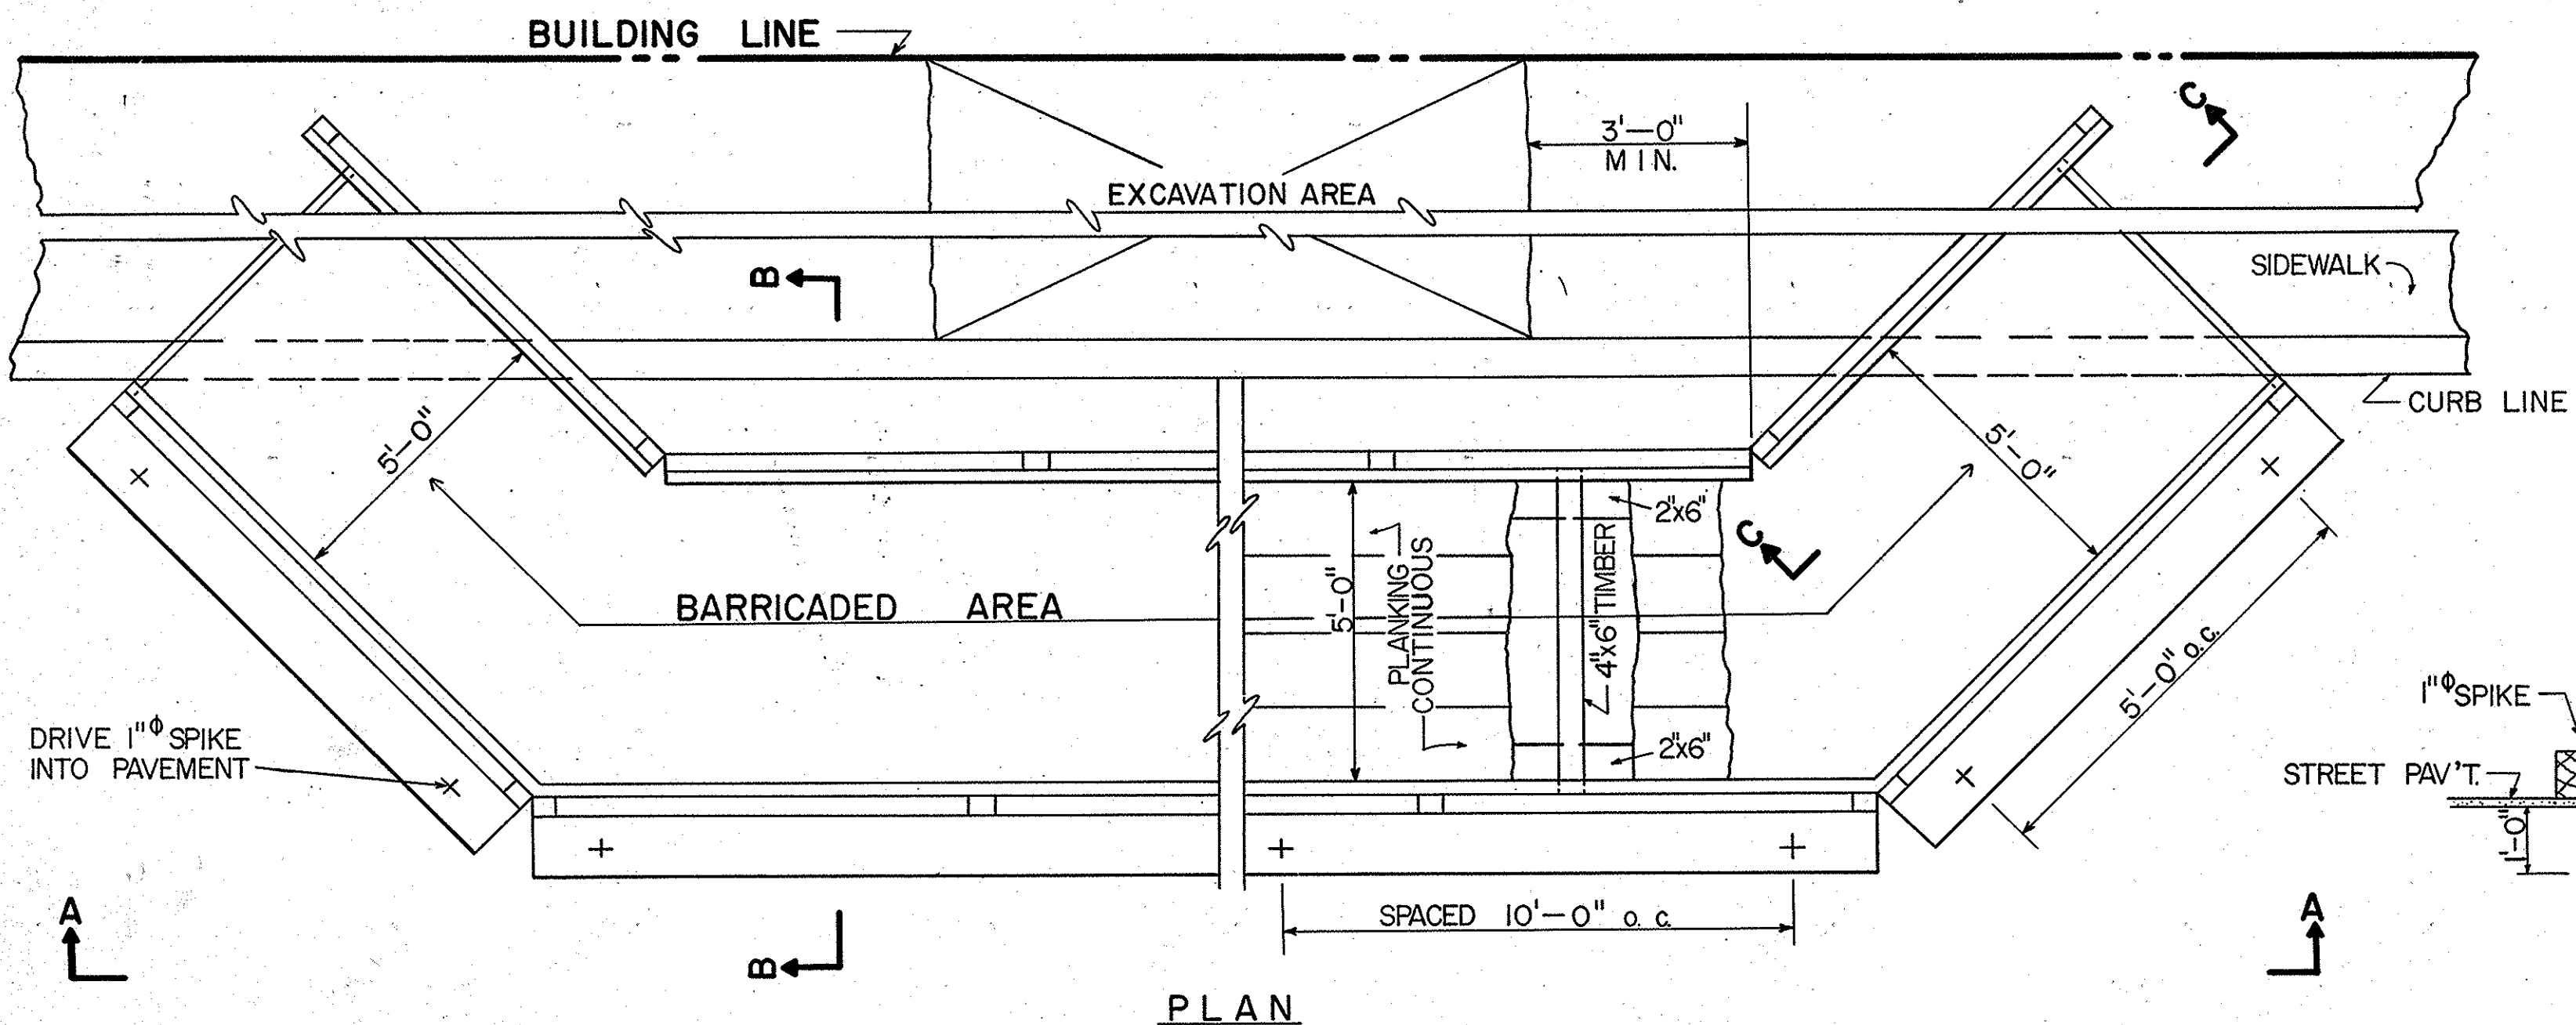 BUILDING LINE
C
3'-0"
MIN.
EXCAVATION AREA
SIDEWALK
B
CURB LINE
5'-0"
5'-0"
2"x6"
C
PLANKING
CONTINUOUS
5'-0"
4"x6" TIMBER
BARRICADED AREA
5'-0" o.c.
1"ϕ SPIKE
DRIVE 1"ϕ SPIKE
INTO PAVEMENT
2"x6"
STREET PAV'T.
1'-0"
A
SPACED 10'-0" o.c.
A
B
PLAN